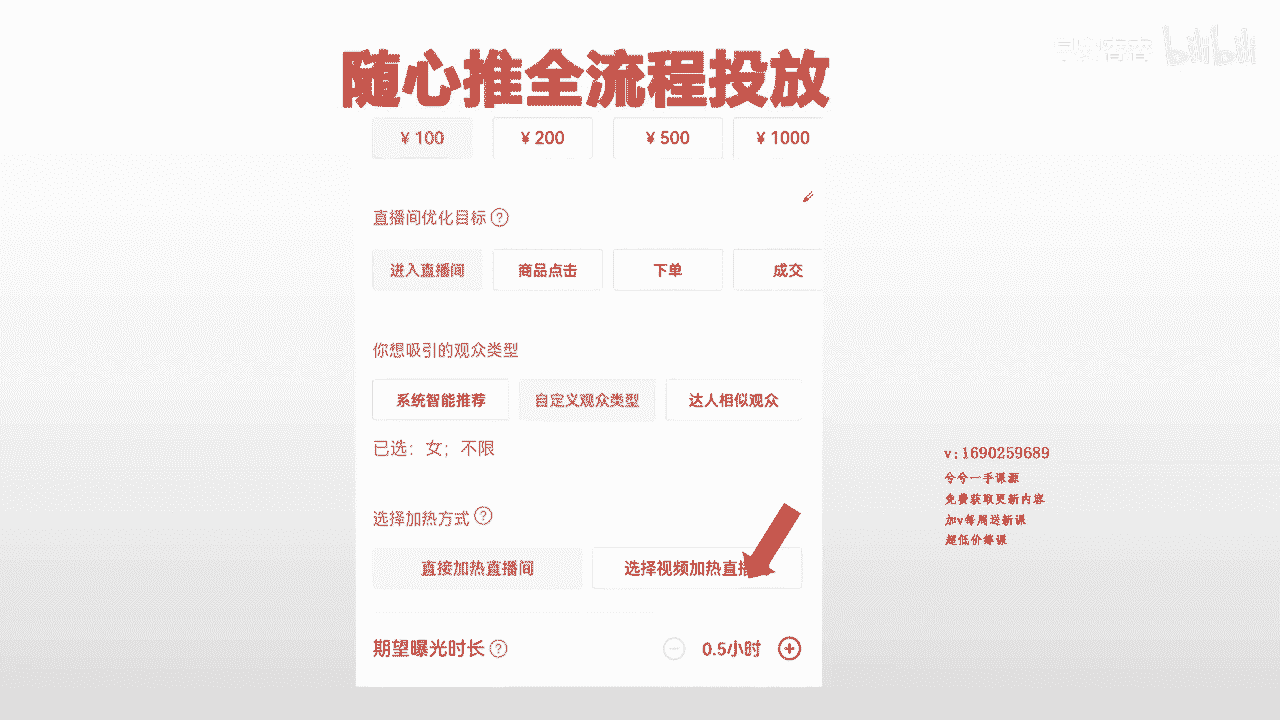 随心推全流程投放
bilibili
¥ 100 ¥ 200 ¥ 500 ¥ 1000
直播间优化目标 ?
进入直播间 商品点击 下单 成交
你想吸引的观众类型
系统智能推荐 自定义观众类型 达人相似观众
已选：女；不限
选择加热方式 ?
直接加热直播间 选择视频加热直播
期望曝光时长 ? 0.5小时
v:1690259689
兮兮一手课源
免费获取更新内容
加v每周送新课
超低价缘课